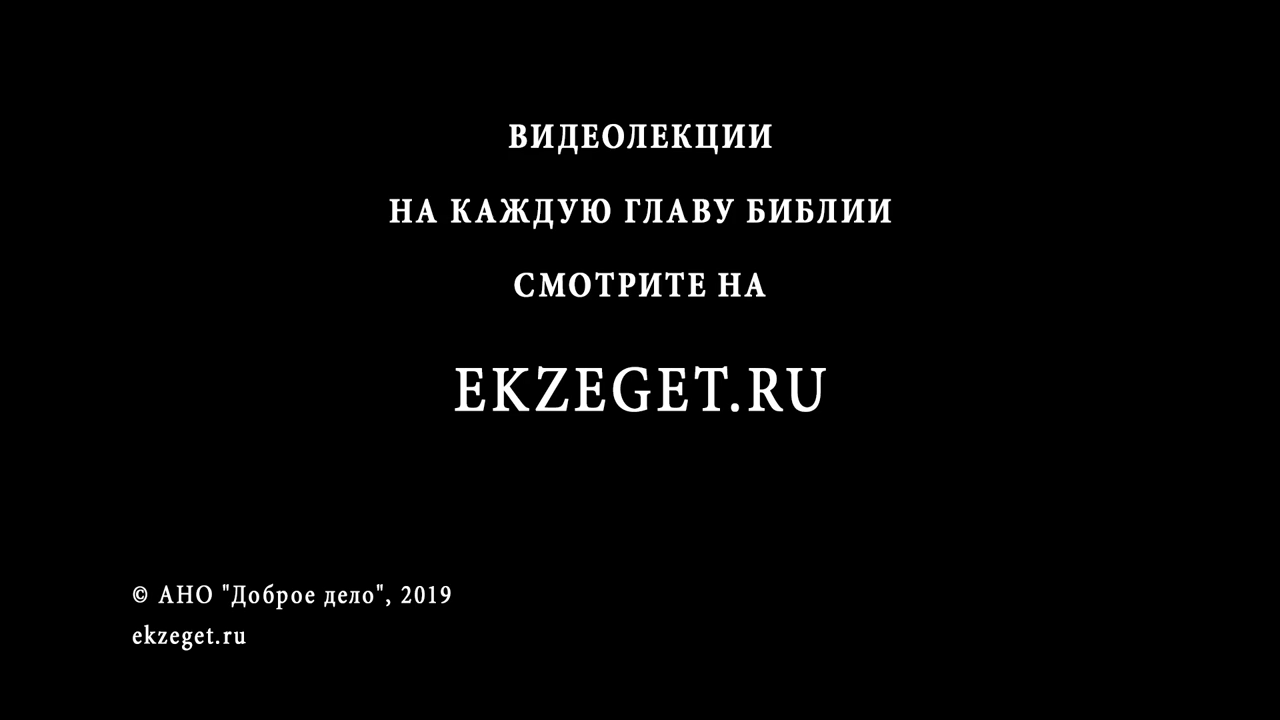 ВИДЕОЛЕКЦИИ
НА КАЖДУЮ ГЛАВУ БИБЛИИ
СМОТРИТЕ НА
EKZEGET.RU
© АНО "Доброе дело", 2019
ekzeget.ru